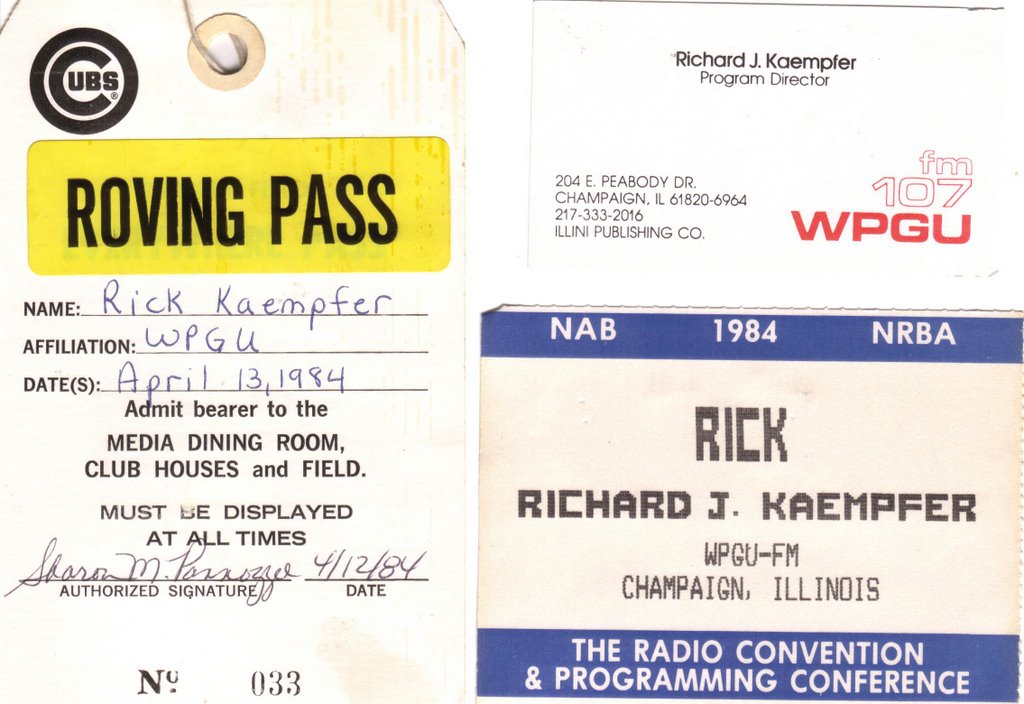 CUBS®
ROVING PASS
NAME: Rick Kaempfer
AFFILIATION: WPGU
DATE(S): April 13, 1984
Admit bearer to the
MEDIA DINING ROOM,
CLUB HOUSES and FIELD.
MUST BE DISPLAYED
AT ALL TIMES
Sharon M. 4/12/84
AUTHORIZED SIGNATURE DATE
Nº 033
Richard J. Kaempfer
Program Director
204 E. PEABODY DR.
CHAMPAIGN, IL 61820-6964
217-333-2016
ILLINI PUBLISHING CO.
fm
107
WPGU
NAB 1984 NRBA
RICK
RICHARD J. KAEMPFER
WPGU-FM
CHAMPAIGN, ILLINOIS
THE RADIO CONVENTION
& PROGRAMMING CONFERENCE